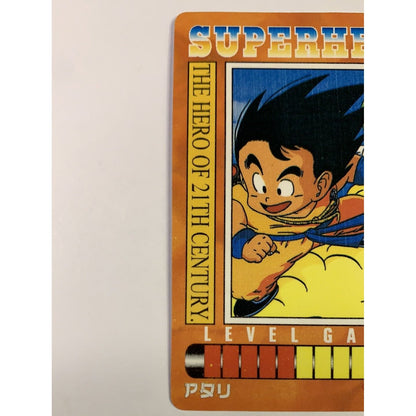 SUPERHE
THE HERO OF 21TH CENTURY.
LEVEL GA
アタリ